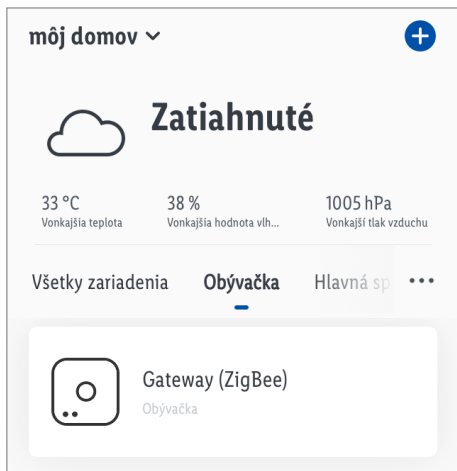 môj domov
Zatiahnuté
33 °C 38 % 1005 hPa
Vonkajšia teplota Vonkajšia hodnota vlh... Vonkajší tlak vzduchu
Všetky zariadenia Obývačka Hlavná sp
Gateway (ZigBee)
Obývačka